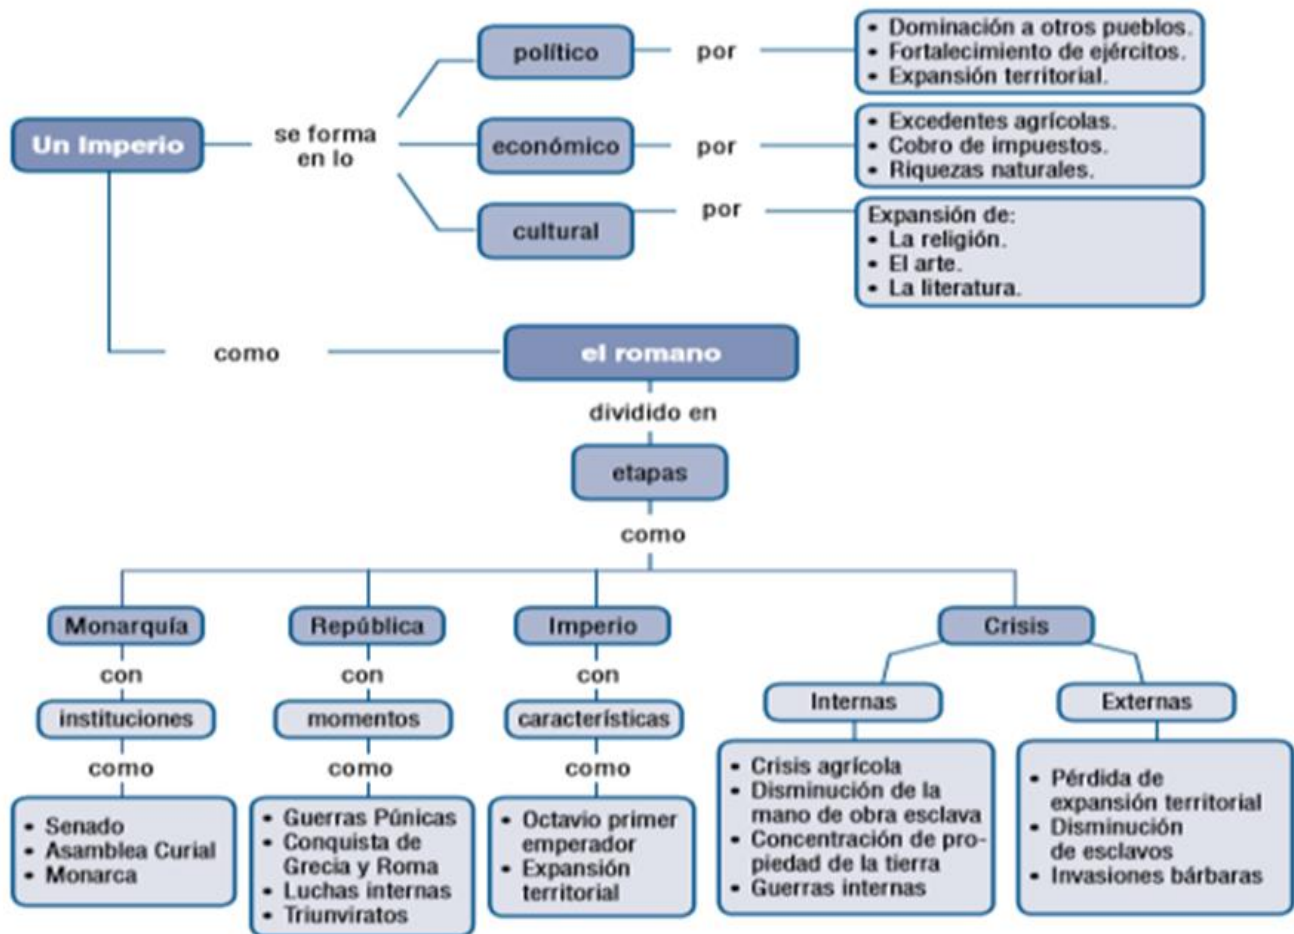 Un Imperio
se forma
en lo
político
por
• Dominación a otros pueblos.
• Fortalecimiento de ejércitos.
• Expansión territorial.
económico
por
• Excedentes agrícolas.
• Cobro de impuestos.
• Riquezas naturales.
cultural
por
Expansión de:
• La religión.
• El arte.
• La literatura.
como
el romano
dividido en
etapas
como
Monarquía
con
instituciones
como
• Senado
• Asamblea Curial
• Monarca
República
con
momentos
como
• Guerras Púnicas
• Conquista de
Grecia y Roma
• Luchas internas
• Triunviratos
Imperio
con
características
como
• Octavio primer
emperador
• Expansión
territorial
Crisis
Internas
• Crisis agrícola
• Disminución de la
mano de obra esclava
• Concentración de pro-
piedad de la tierra
• Guerras internas
Externas
• Pérdida de
expansión territorial
• Disminución
de esclavos
• Invasiones bárbaras